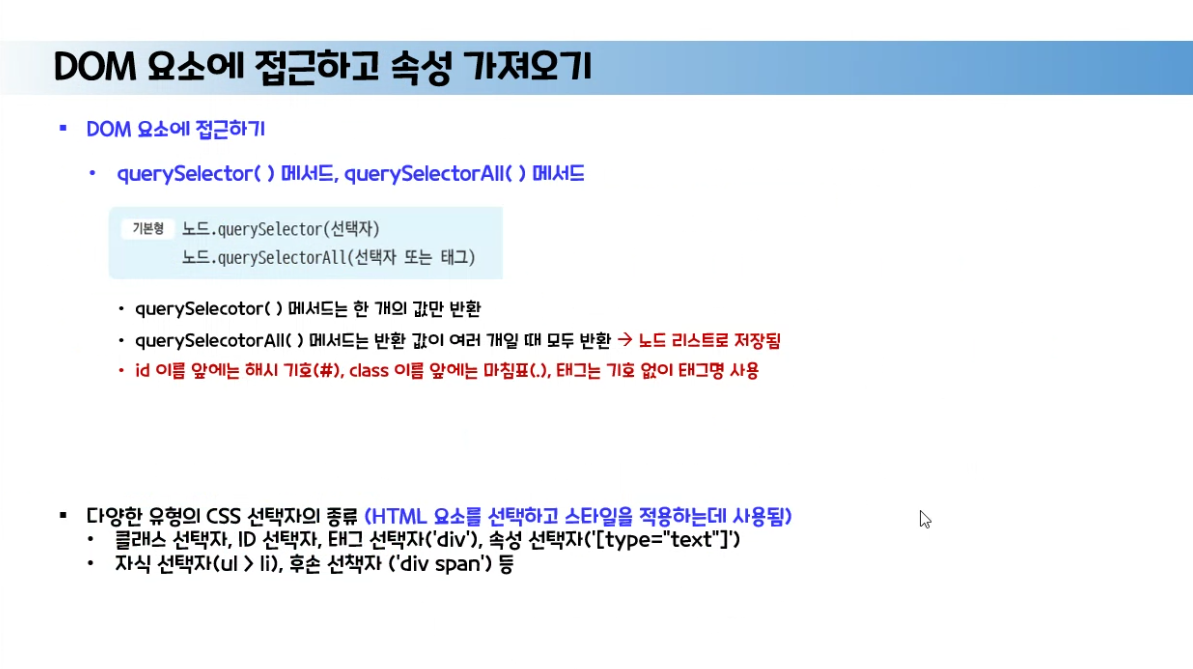 DOM 요소에 접근하고 속성 가져오기
▪ DOM 요소에 접근하기
• querySelector( ) 메서드, querySelectorAll( ) 메서드
기본형 노드.querySelector(선택자)
노드.querySelectorAll(선택자 또는 태그)
• querySelecotor( ) 메서드는 한 개의 값만 반환
• querySelecotorAll( ) 메서드는 반환 값이 여러 개일 때 모두 반환 → 노드 리스트로 저장됨
• id 이름 앞에는 해시 기호(#), class 이름 앞에는 마침표(.), 태그는 기호 없이 태그명 사용
▪ 다양한 유형의 CSS 선택자의 종류 (HTML 요소를 선택하고 스타일을 적용하는데 사용됨)
• 클래스 선택자, ID 선택자, 태그 선택자('div'), 속성 선택자('[type="text"]')
• 자식 선택자(ul > li), 후손 선책자 ('div span') 등